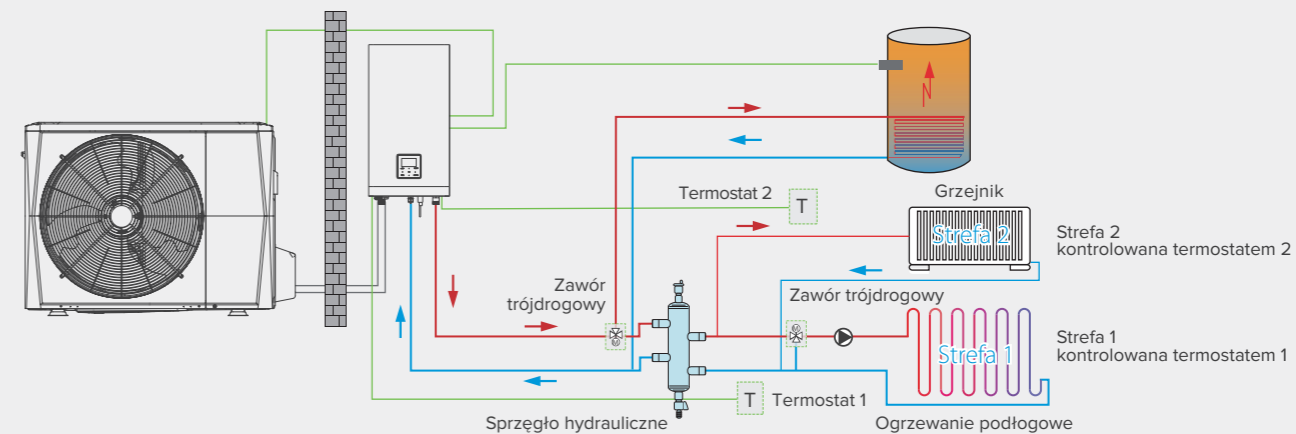 Termostat 2
T
Grzejnik
Strefa 2
Strefa 2
kontrolowana termostatem 2
Zawór
trójdrogowy
Zawór trójdrogowy
Strefa 1
Strefa 1
kontrolowana termostatem 1
T
Termostat 1
Sprzęgło hydrauliczne
Ogrzewanie podłogowe